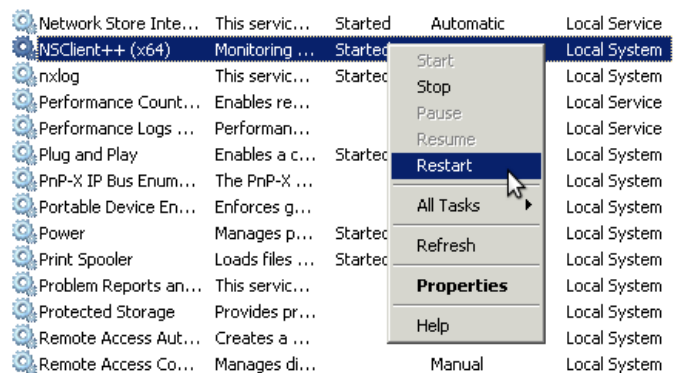 Network Store Inte... This servic... Started Automatic Local Service
NSClient++ (x64) Monitoring ... Started Local System
nxlog This servic... Started Local System
Performance Count... Enables re... Local Service
Performance Logs ... Performan... Local Service
Plug and Play Enables a c... Started Local System
PnP-X IP Bus Enum... The PnP-X ... Local System
Portable Device En... Enforces g... Local System
Power Manages p... Started Local System
Print Spooler Loads files ... Started Local System
Problem Reports an... This servic... Local System
Protected Storage Provides pr... Local System
Remote Access Aut... Creates a ... Local System
Remote Access Co... Manages di... Manual Local System
Start
Stop
Pause
Resume
Restart
All Tasks
Refresh
Properties
Help